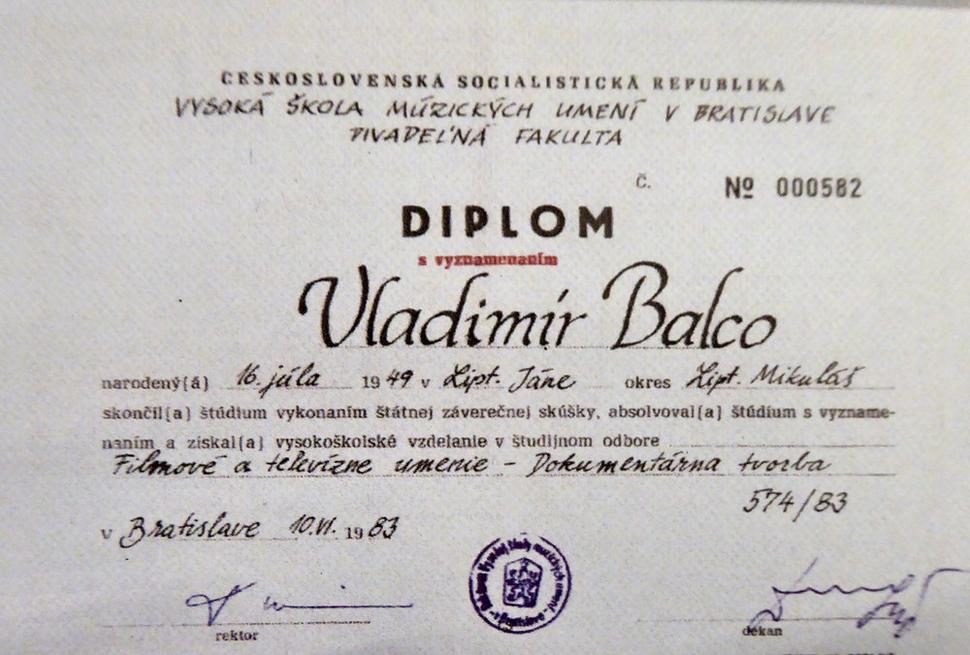 ČESKOSLOVENSKÁ SOCIALISTICKÁ REPUBLIKA
VYSOKÁ ŠKOLA MÚZICKÝCH UMENÍ V BRATISLAVE
DIVADEĽNÁ FAKULTA
Č. № 000582
DIPLOM
s vyznamenaním
Vladimír Balco
narodený(á) 16. júla 1949 v Lipt. Jáne okres Lipt. Mikuláš
skončil(a) štúdium vykonaním štátnej záverečnej skúšky, absolvoval(a) štúdium s vyzname-
naním a získal(a) vysokoškolské vzdelanie v študijnom odbore
Filmové a televízne umenie - Dokumentárna tvorba
574/83
v Bratislave 10.VI. 1983
rektor
dekan